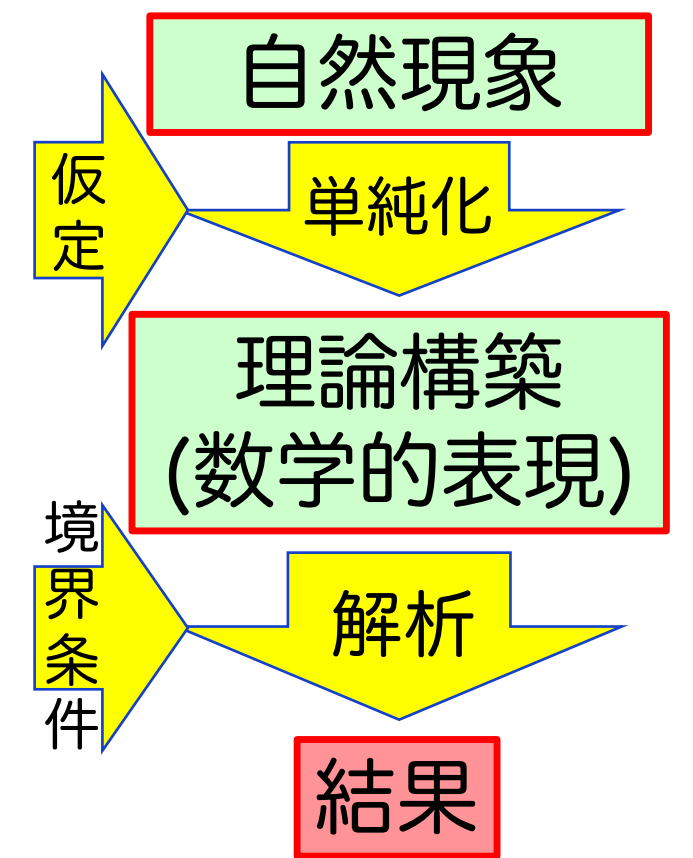 自然現象
仮定
単純化
理論構築
(数学的表現)
境界条件
解析
結果